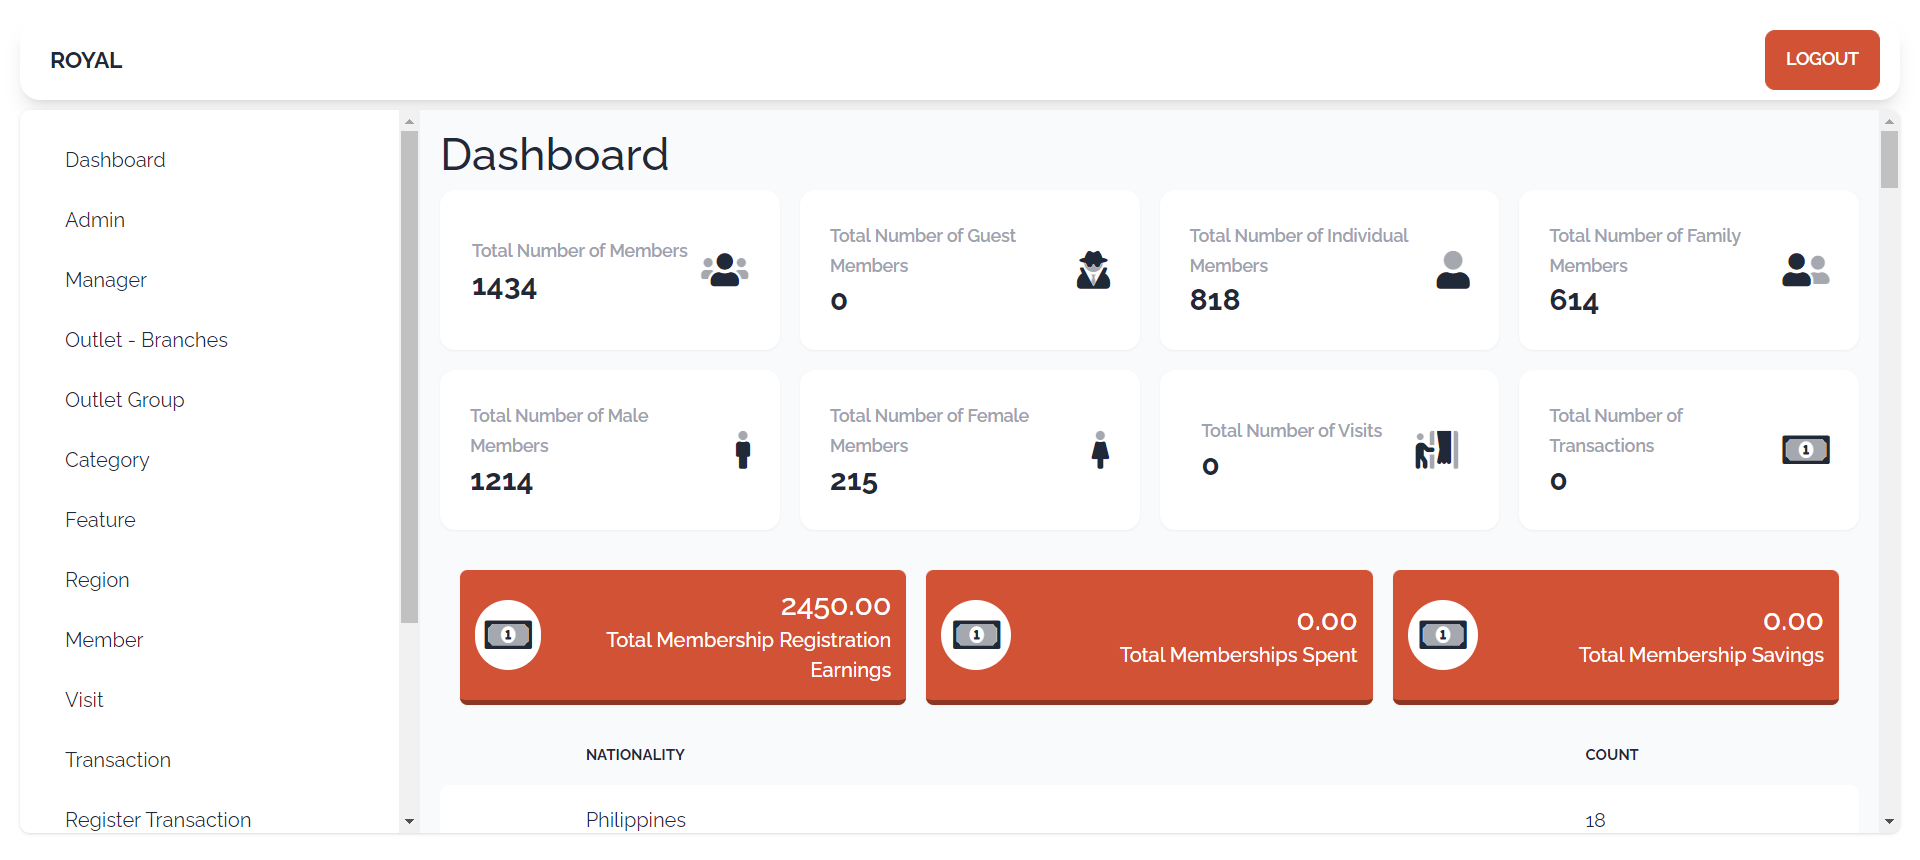 ROYAL
LOGOUT
Dashboard
Admin
Manager
Outlet - Branches
Outlet Group
Category
Feature
Region
Member
Visit
Transaction
Register Transaction
Dashboard
Total Number of Members
1434
Total Number of Guest
Members
0
Total Number of Individual
Members
818
Total Number of Family
Members
614
Total Number of Male
Members
1214
Total Number of Female
Members
215
Total Number of Visits
0
Total Number of
Transactions
1
0
1
2450.00
Total Membership Registration
Earnings
1
0.00
Total Memberships Spent
1
0.00
Total Membership Savings
NATIONALITY COUNT
Philippines 18